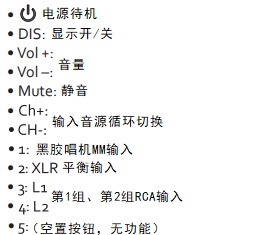 • 电源待机
• DIS: 显示开/关
• Vol +:
• Vol –:
音量
• Mute: 静音
• Ch+:
• CH-:
输入音源循环切换
• 1: 黑胶唱机MM输入
• 2: XLR 平衡输入
• 3: L1
• 4: L2
第1组、第2组RCA输入
• 5:（空置按钮，无功能）